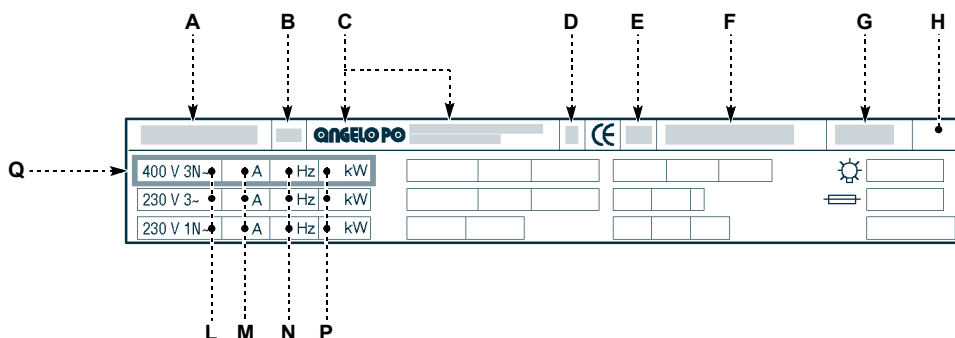 A B C D E F G H
ANGELO PO CE
Q
400 V 3N~ A Hz kW
230 V 3~ A Hz kW
230 V 1N~ A Hz kW
L M N P